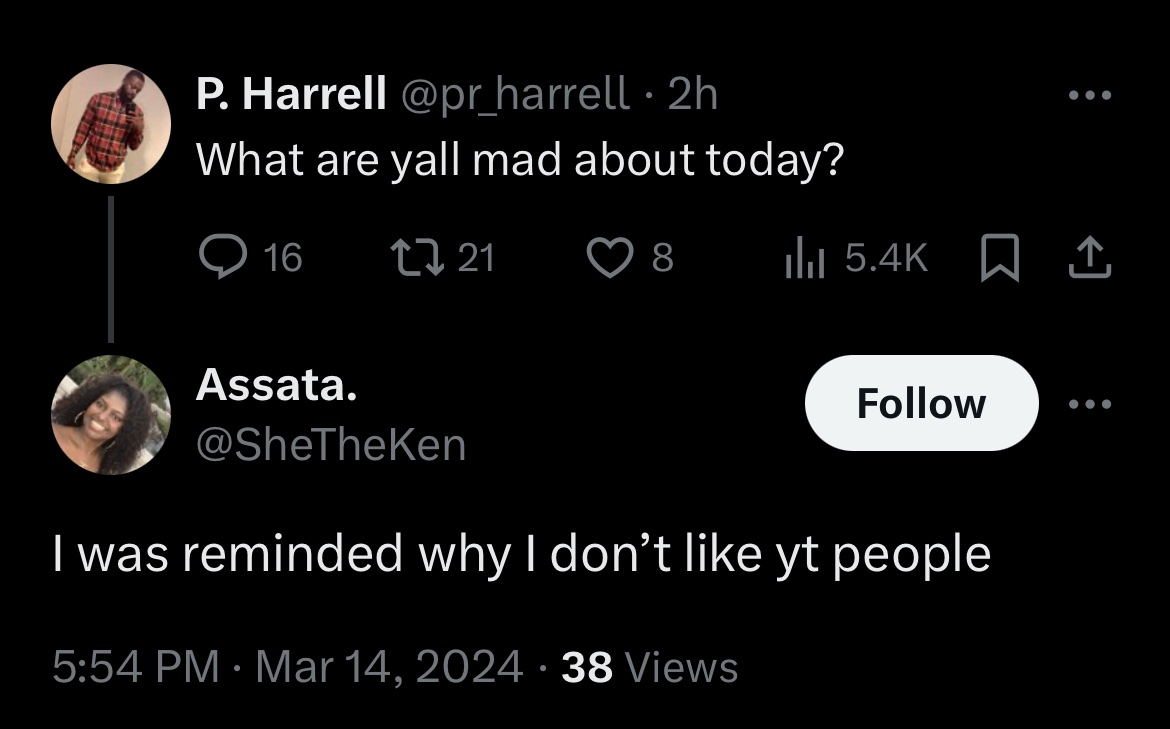 P. Harrell @pr_harrell · 2h
What are yall mad about today?
16 21 8 5.4K
Assata.
Follow
@SheTheKen
I was reminded why I don’t like yt people
5:54 PM · Mar 14, 2024 · 38 Views